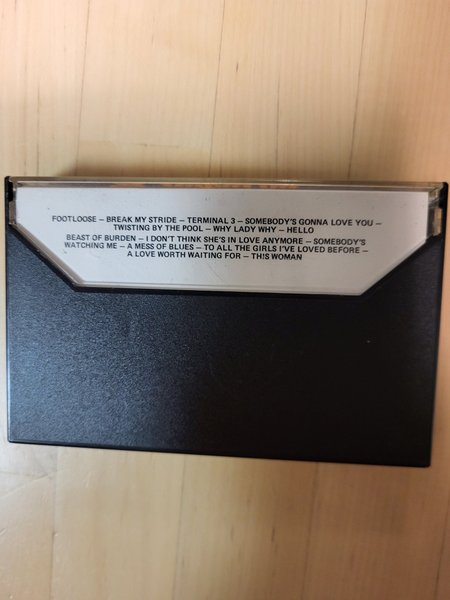 FOOTLOOSE – BREAK MY STRIDE – TERMINAL 3 – SOMEBODY'S GONNA LOVE YOU –
TWISTING BY THE POOL – WHY LADY WHY – HELLO
BEAST OF BURDEN – I DON'T THINK SHE'S IN LOVE ANYMORE – SOMEBODY'S
WATCHING ME – A MESS OF BLUES – TO ALL THE GIRLS I'VE LOVED BEFORE –
A LOVE WORTH WAITING FOR – THIS WOMAN